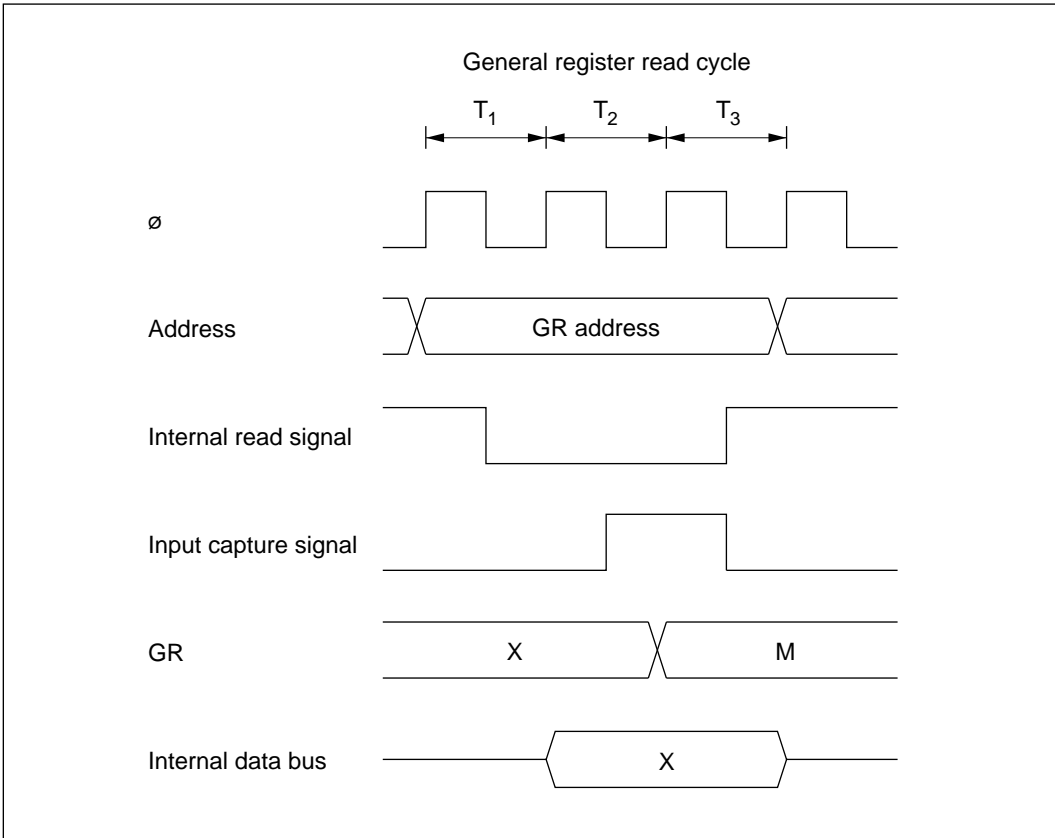 General register read cycle
T1 T2 T3
ø
Address GR address
Internal read signal
Input capture signal
GR X M
Internal data bus X